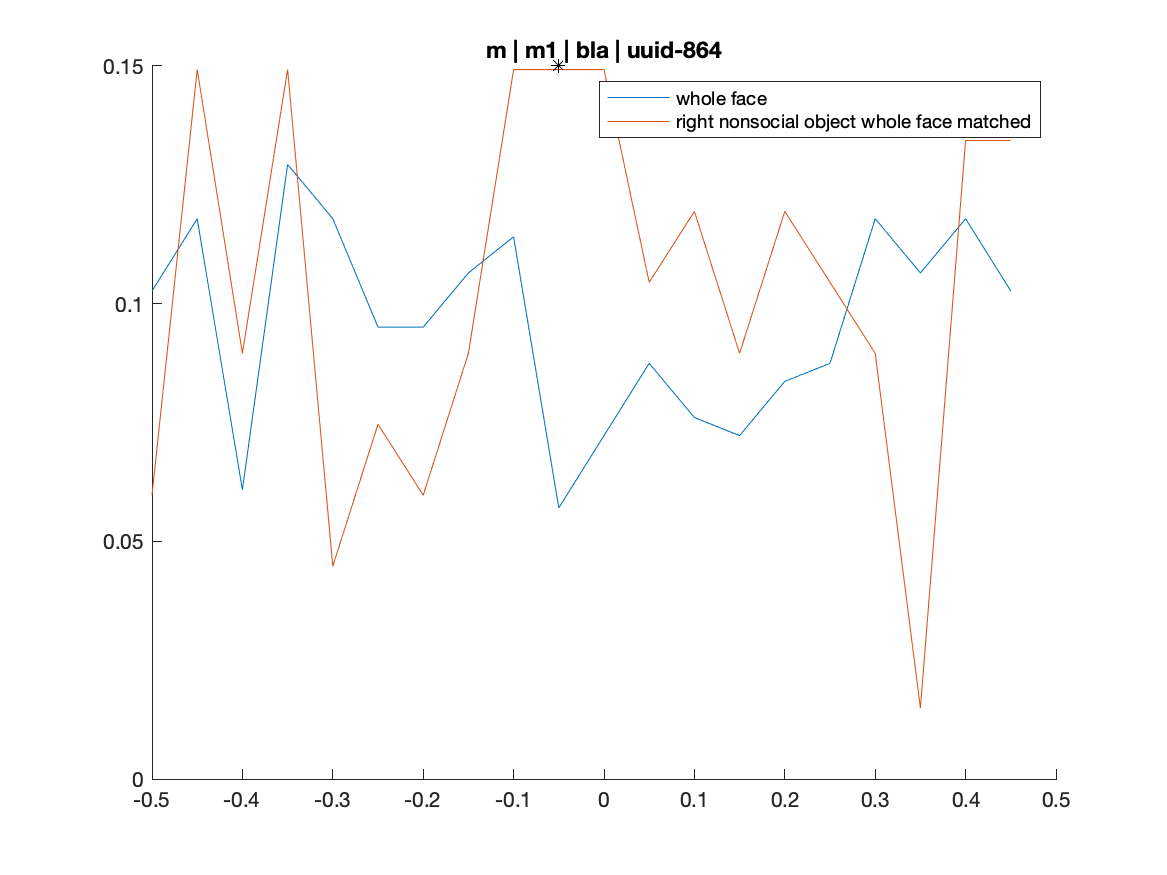 m | m1 | bla | uuid-864
0.15
whole face
right nonsocial object whole face matched
0.1
0.05
0
-0.5 -0.4 -0.3 -0.2 -0.1 0 0.1 0.2 0.3 0.4 0.5